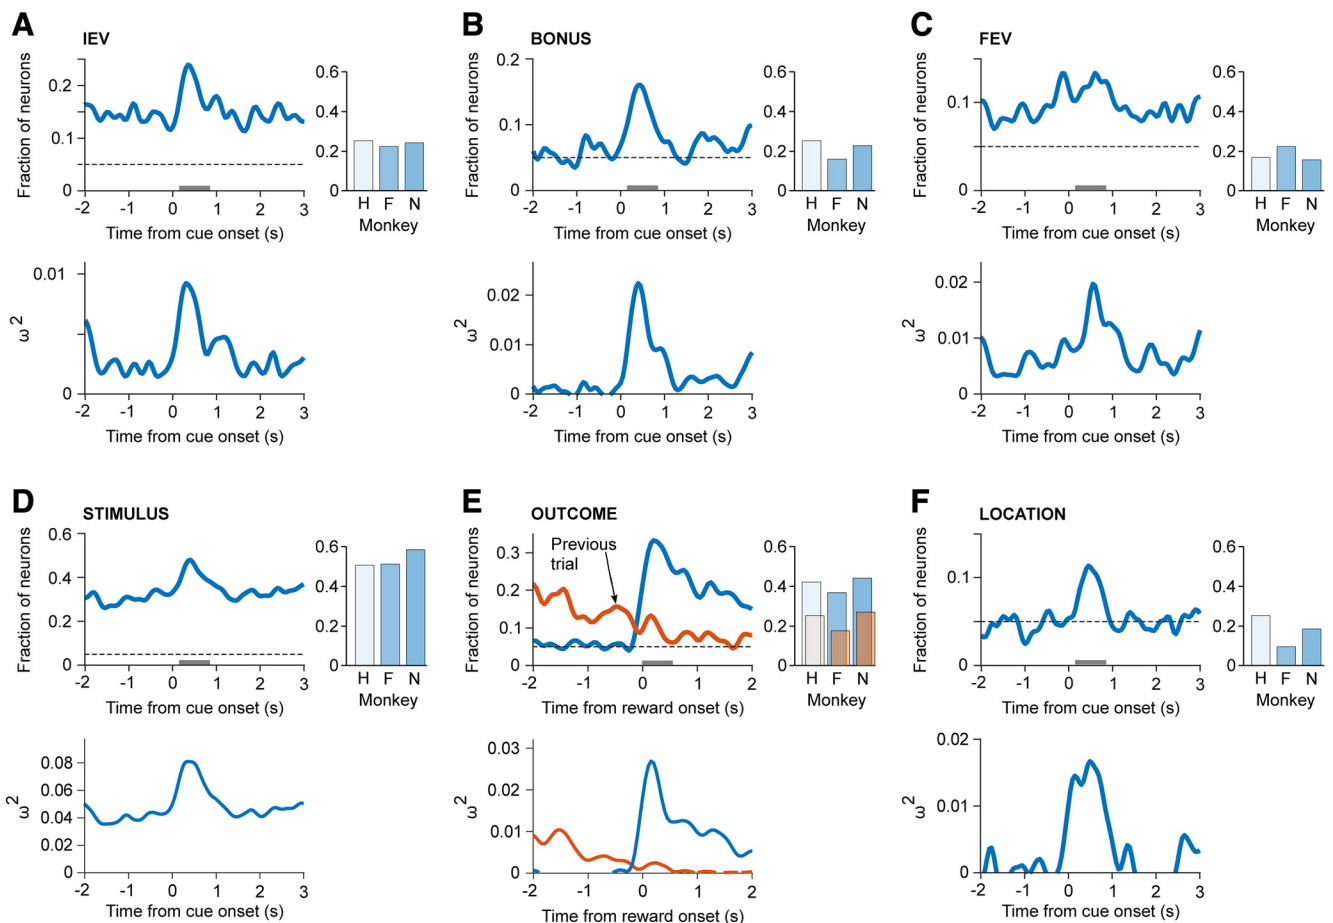 A
IEV
Fraction of neurons
0.2
0.1
0
-2 -1 0 1 2 3
Time from cue onset (s)
0.6
0.4
0.2
0
H F N
Monkey
ω²
0.01
0
-2 -1 0 1 2 3
Time from cue onset (s)
B
BONUS
Fraction of neurons
0.2
0.1
0
-2 -1 0 1 2 3
Time from cue onset (s)
0.6
0.4
0.2
0
H F N
Monkey
ω²
0.02
0.01
0
-2 -1 0 1 2 3
Time from cue onset (s)
C
FEV
Fraction of neurons
0.1
0
-2 -1 0 1 2 3
Time from cue onset (s)
0.6
0.4
0.2
0
H F N
Monkey
ω²
0.02
0.01
0
-2 -1 0 1 2 3
Time from cue onset (s)
D
STIMULUS
Fraction of neurons
0.6
0.4
0.2
0
-2 -1 0 1 2 3
Time from cue onset (s)
0.6
0.4
0.2
0
H F N
Monkey
ω²
0.08
0.06
0.04
0.02
0
-2 -1 0 1 2 3
Time from cue onset (s)
E
OUTCOME
Previous
trial
Fraction of neurons
0.3
0.2
0.1
0
-2 -1 0 1 2
Time from reward onset (s)
0.6
0.4
0.2
0
H F N
Monkey
ω²
0.03
0.02
0.01
0
-2 -1 0 1 2
Time from reward onset (s)
F
LOCATION
Fraction of neurons
0.1
0
-2 -1 0 1 2 3
Time from cue onset (s)
0.6
0.4
0.2
0
H F N
Monkey
ω²
0.02
0.01
0
-2 -1 0 1 2 3
Time from cue onset (s)